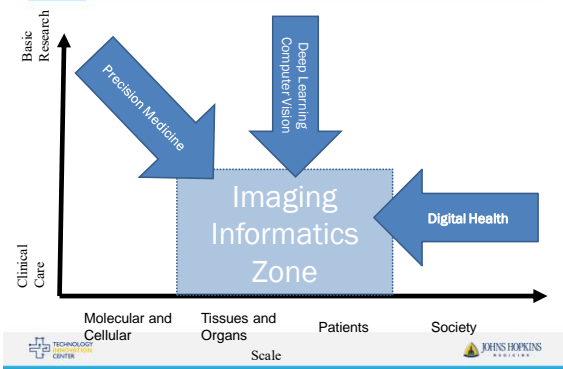 Basic
Research
Precision Medicine
Deep Learning
Computer Vision
Imaging
Informatics
Zone
Digital Health
Clinical
Care
Molecular and
Cellular
Tissues and
Organs
Patients
Society
Scale
TECHNOLOGY
INNOVATION
CENTER
JOHNS HOPKINS
MEDICINE